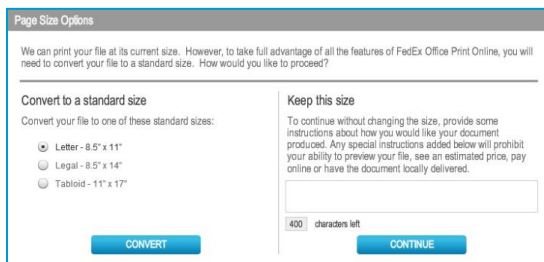 Page Size Options
We can print your file at its current size. However, to take full advantage of all the features of FedEx Office Print Online, you will
need to convert your file to a standard size. How would you like to proceed?
Convert to a standard size
Convert your file to one of these standard sizes:
Letter - 8.5" x 11"
Legal - 8.5" x 14"
Tabloid - 11" x 17"
CONVERT
Keep this size
To continue without changing the size, provide some
instructions about how you would like your document
produced. Any special instructions added below will prohibit
your ability to preview your file, see an estimated price, pay
online or have the document locally delivered.
400 characters left
CONTINUE